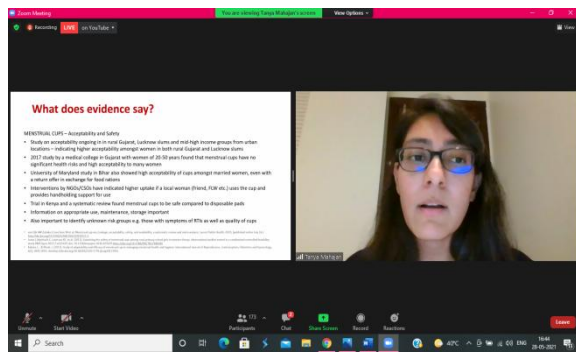 Zoom Meeting
You are viewing Tanya Mahajan's screen
View Options
Recording
LIVE on YouTube
View
What does evidence say?
MENSTRUAL CUPS – Acceptability and Safety
• Study on acceptability ongoing in in rural Gujarat, Lucknow slums and mid-high income groups from urban
locations – indicating higher acceptability amongst women in both rural Gujarat and Lucknow slums
• 2017 study by a medical college in Gujarat with women of 20-50 years found that menstrual cups have no
significant health risks and high acceptability to many women
• University of Maryland study in Bihar also showed high acceptability of cups amongst married women, even with
a return offer in exchange for food rations
• Interventions by NGOs/CSOs have indicated higher uptake if a local woman (friend, FLW etc.) uses the cup and
provides handholding support for use
• Trial in Kenya and a systematic review found menstrual cups to be safe compared to disposable pads
• Information on appropriate use, maintenance, storage important
• Also important to identify unknown risk groups e.g. those with symptoms of RTIs as well as quality of cups
Tanya Mahajan
Unmute
Start Video
173
Participants
Chat
Share Screen
Record
Reactions
Leave
Search
40°C
ENG
16:44
28-05-2021